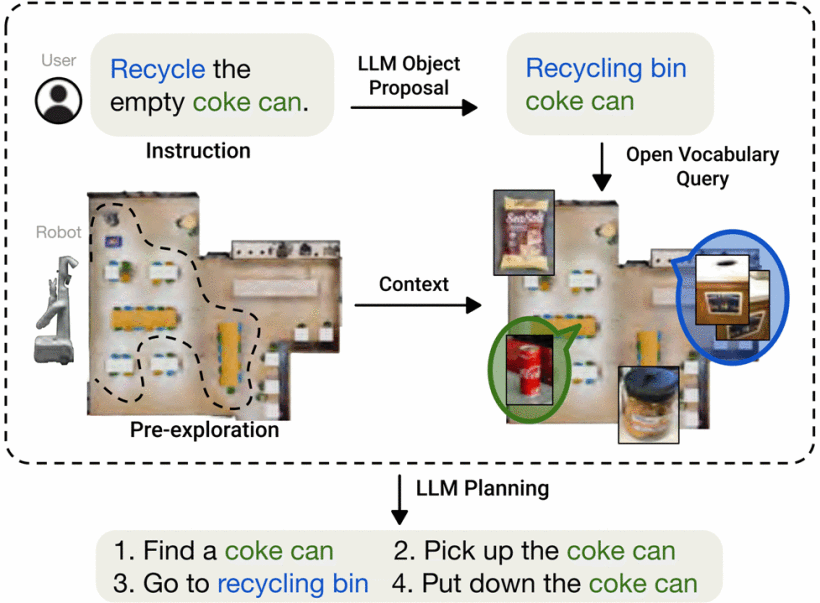 User
Recycle the
empty coke can.
LLM Object
Proposal
Recycling bin
coke can
Instruction
Open Vocabulary
Query
Robot
Sea Salt
Context
Pre-exploration
LLM Planning
1. Find a coke can
2. Pick up the coke can
3. Go to recycling bin
4. Put down the coke can